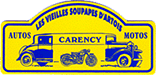 LES VIEILLES SOUPAPES D'ARTOIS
AUTOS CARENCY MOTOS